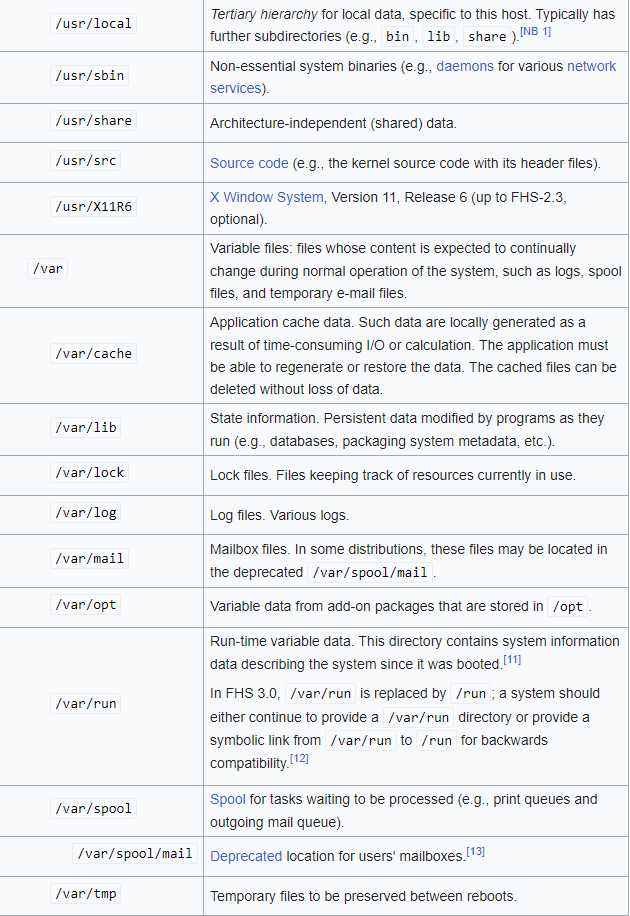 /usr/local
Tertiary hierarchy for local data, specific to this host. Typically has
further subdirectories (e.g., bin, lib, share).[NB 1]
/usr/sbin
Non-essential system binaries (e.g., daemons for various network
services).
/usr/share
Architecture-independent (shared) data.
/usr/src
Source code (e.g., the kernel source code with its header files).
/usr/X11R6
X Window System, Version 11, Release 6 (up to FHS-2.3,
optional).
/var
Variable files: files whose content is expected to continually
change during normal operation of the system, such as logs, spool
files, and temporary e-mail files.
/var/cache
Application cache data. Such data are locally generated as a
result of time-consuming I/O or calculation. The application must
be able to regenerate or restore the data. The cached files can be
deleted without loss of data.
/var/lib
State information. Persistent data modified by programs as they
run (e.g., databases, packaging system metadata, etc.).
/var/lock
Lock files. Files keeping track of resources currently in use.
/var/log
Log files. Various logs.
/var/mail
Mailbox files. In some distributions, these files may be located in
the deprecated /var/spool/mail.
/var/opt
Variable data from add-on packages that are stored in /opt.
/var/run
Run-time variable data. This directory contains system information
data describing the system since it was booted.[11]
In FHS 3.0, /var/run is replaced by /run; a system should
either continue to provide a /var/run directory or provide a
symbolic link from /var/run to /run for backwards
compatibility.[12]
/var/spool
Spool for tasks waiting to be processed (e.g., print queues and
outgoing mail queue).
/var/spool/mail
Deprecated location for users' mailboxes.[13]
/var/tmp
Temporary files to be preserved between reboots.